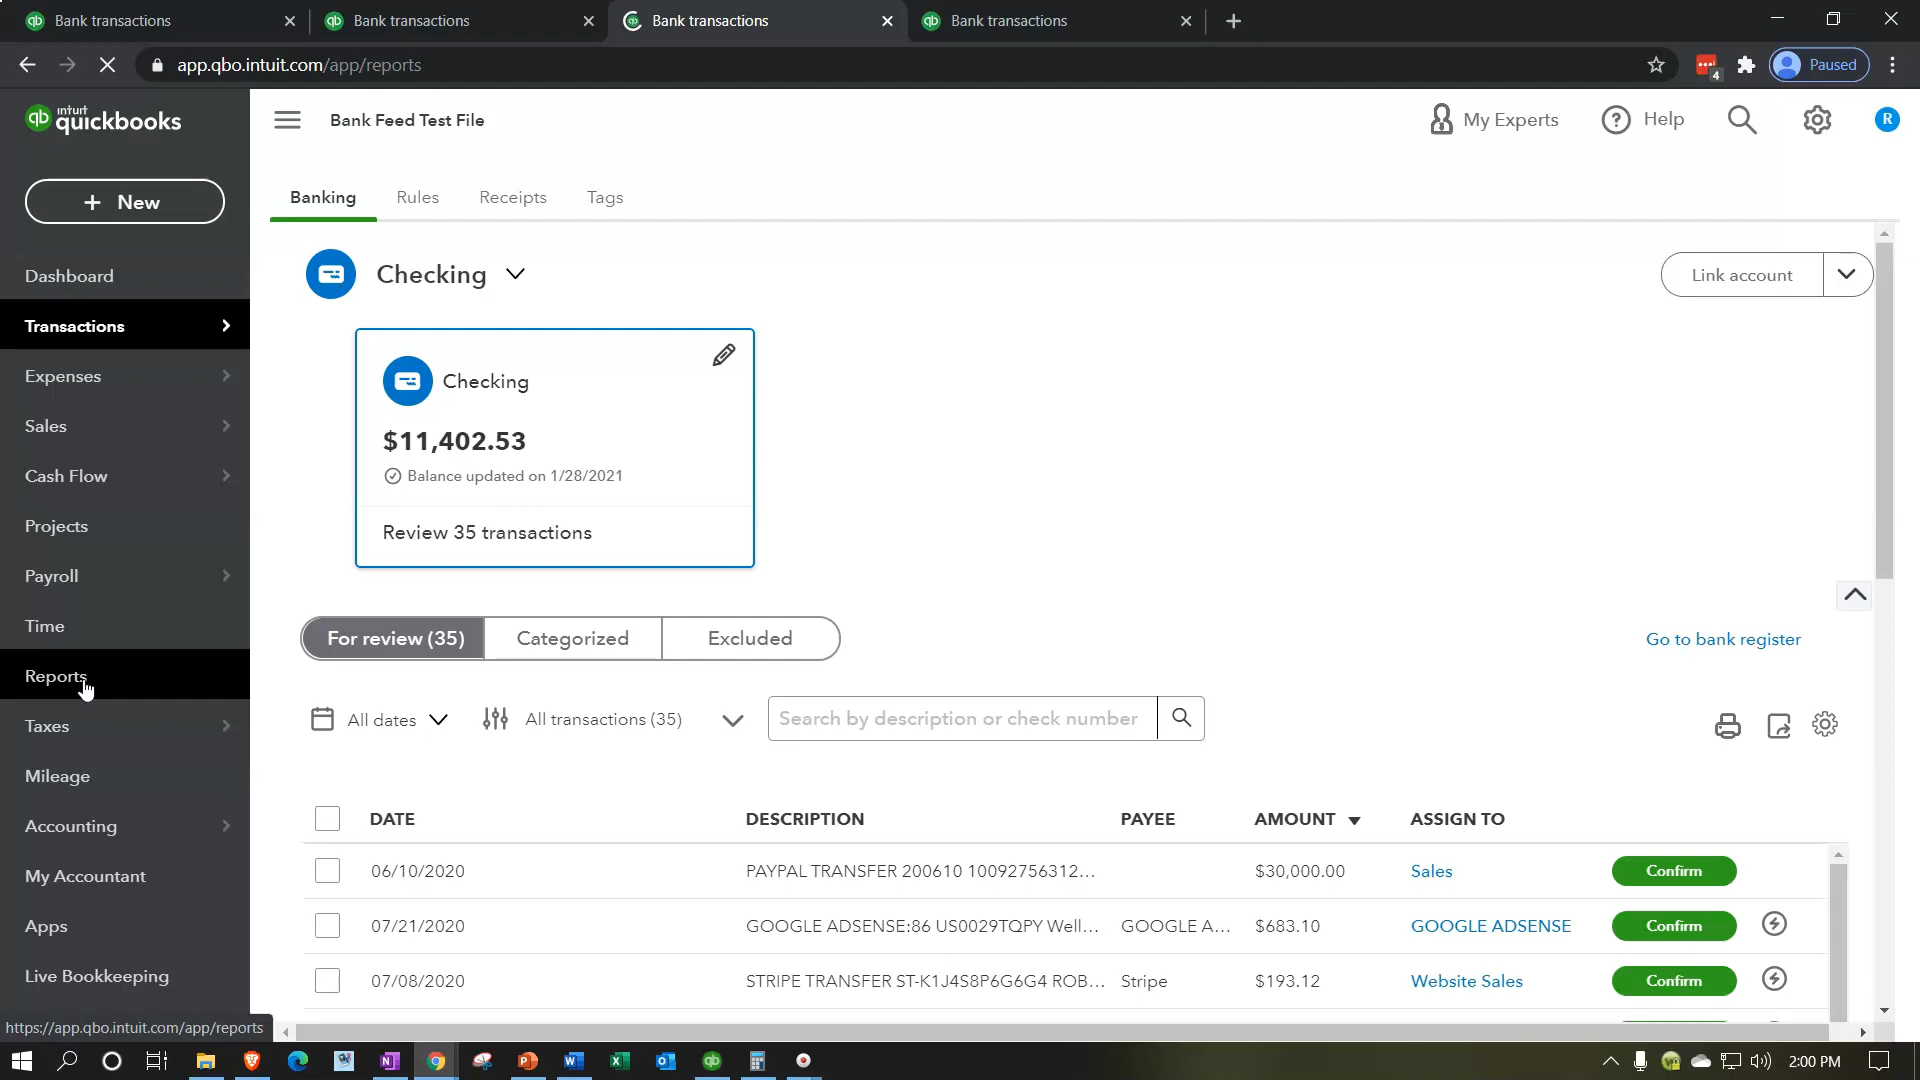 Bank transactions
Bank transactions
Bank transactions
Bank transactions
app.qbo.intuit.com/app/reports
4
Paused
intuit
quickbooks
Bank Feed Test File
My Experts
Help
R
+ New
Banking
Rules
Receipts
Tags
Dashboard
Transactions
Expenses
Sales
Cash Flow
Projects
Payroll
Time
Reports
Taxes
Mileage
Accounting
My Accountant
Apps
Live Bookkeeping
Checking
Link account
Checking
$11,402.53
Balance updated on 1/28/2021
Review 35 transactions
For review (35)
Categorized
Excluded
Go to bank register
All dates
All transactions (35)
Search by description or check number
DATE DESCRIPTION PAYEE AMOUNT ASSIGN TO
06/10/2020 PAYPAL TRANSFER 200610 10092756312... $30,000.00 Sales Confirm
07/21/2020 GOOGLE ADSENSE:86 US0029TQPY Well... GOOGLE A... $683.10 GOOGLE ADSENSE Confirm
07/08/2020 STRIPE TRANSFER ST-K1J4S8P6G6G4 ROB... Stripe $193.12 Website Sales Confirm
https://app.qbo.intuit.com/app/reports
2:00 PM